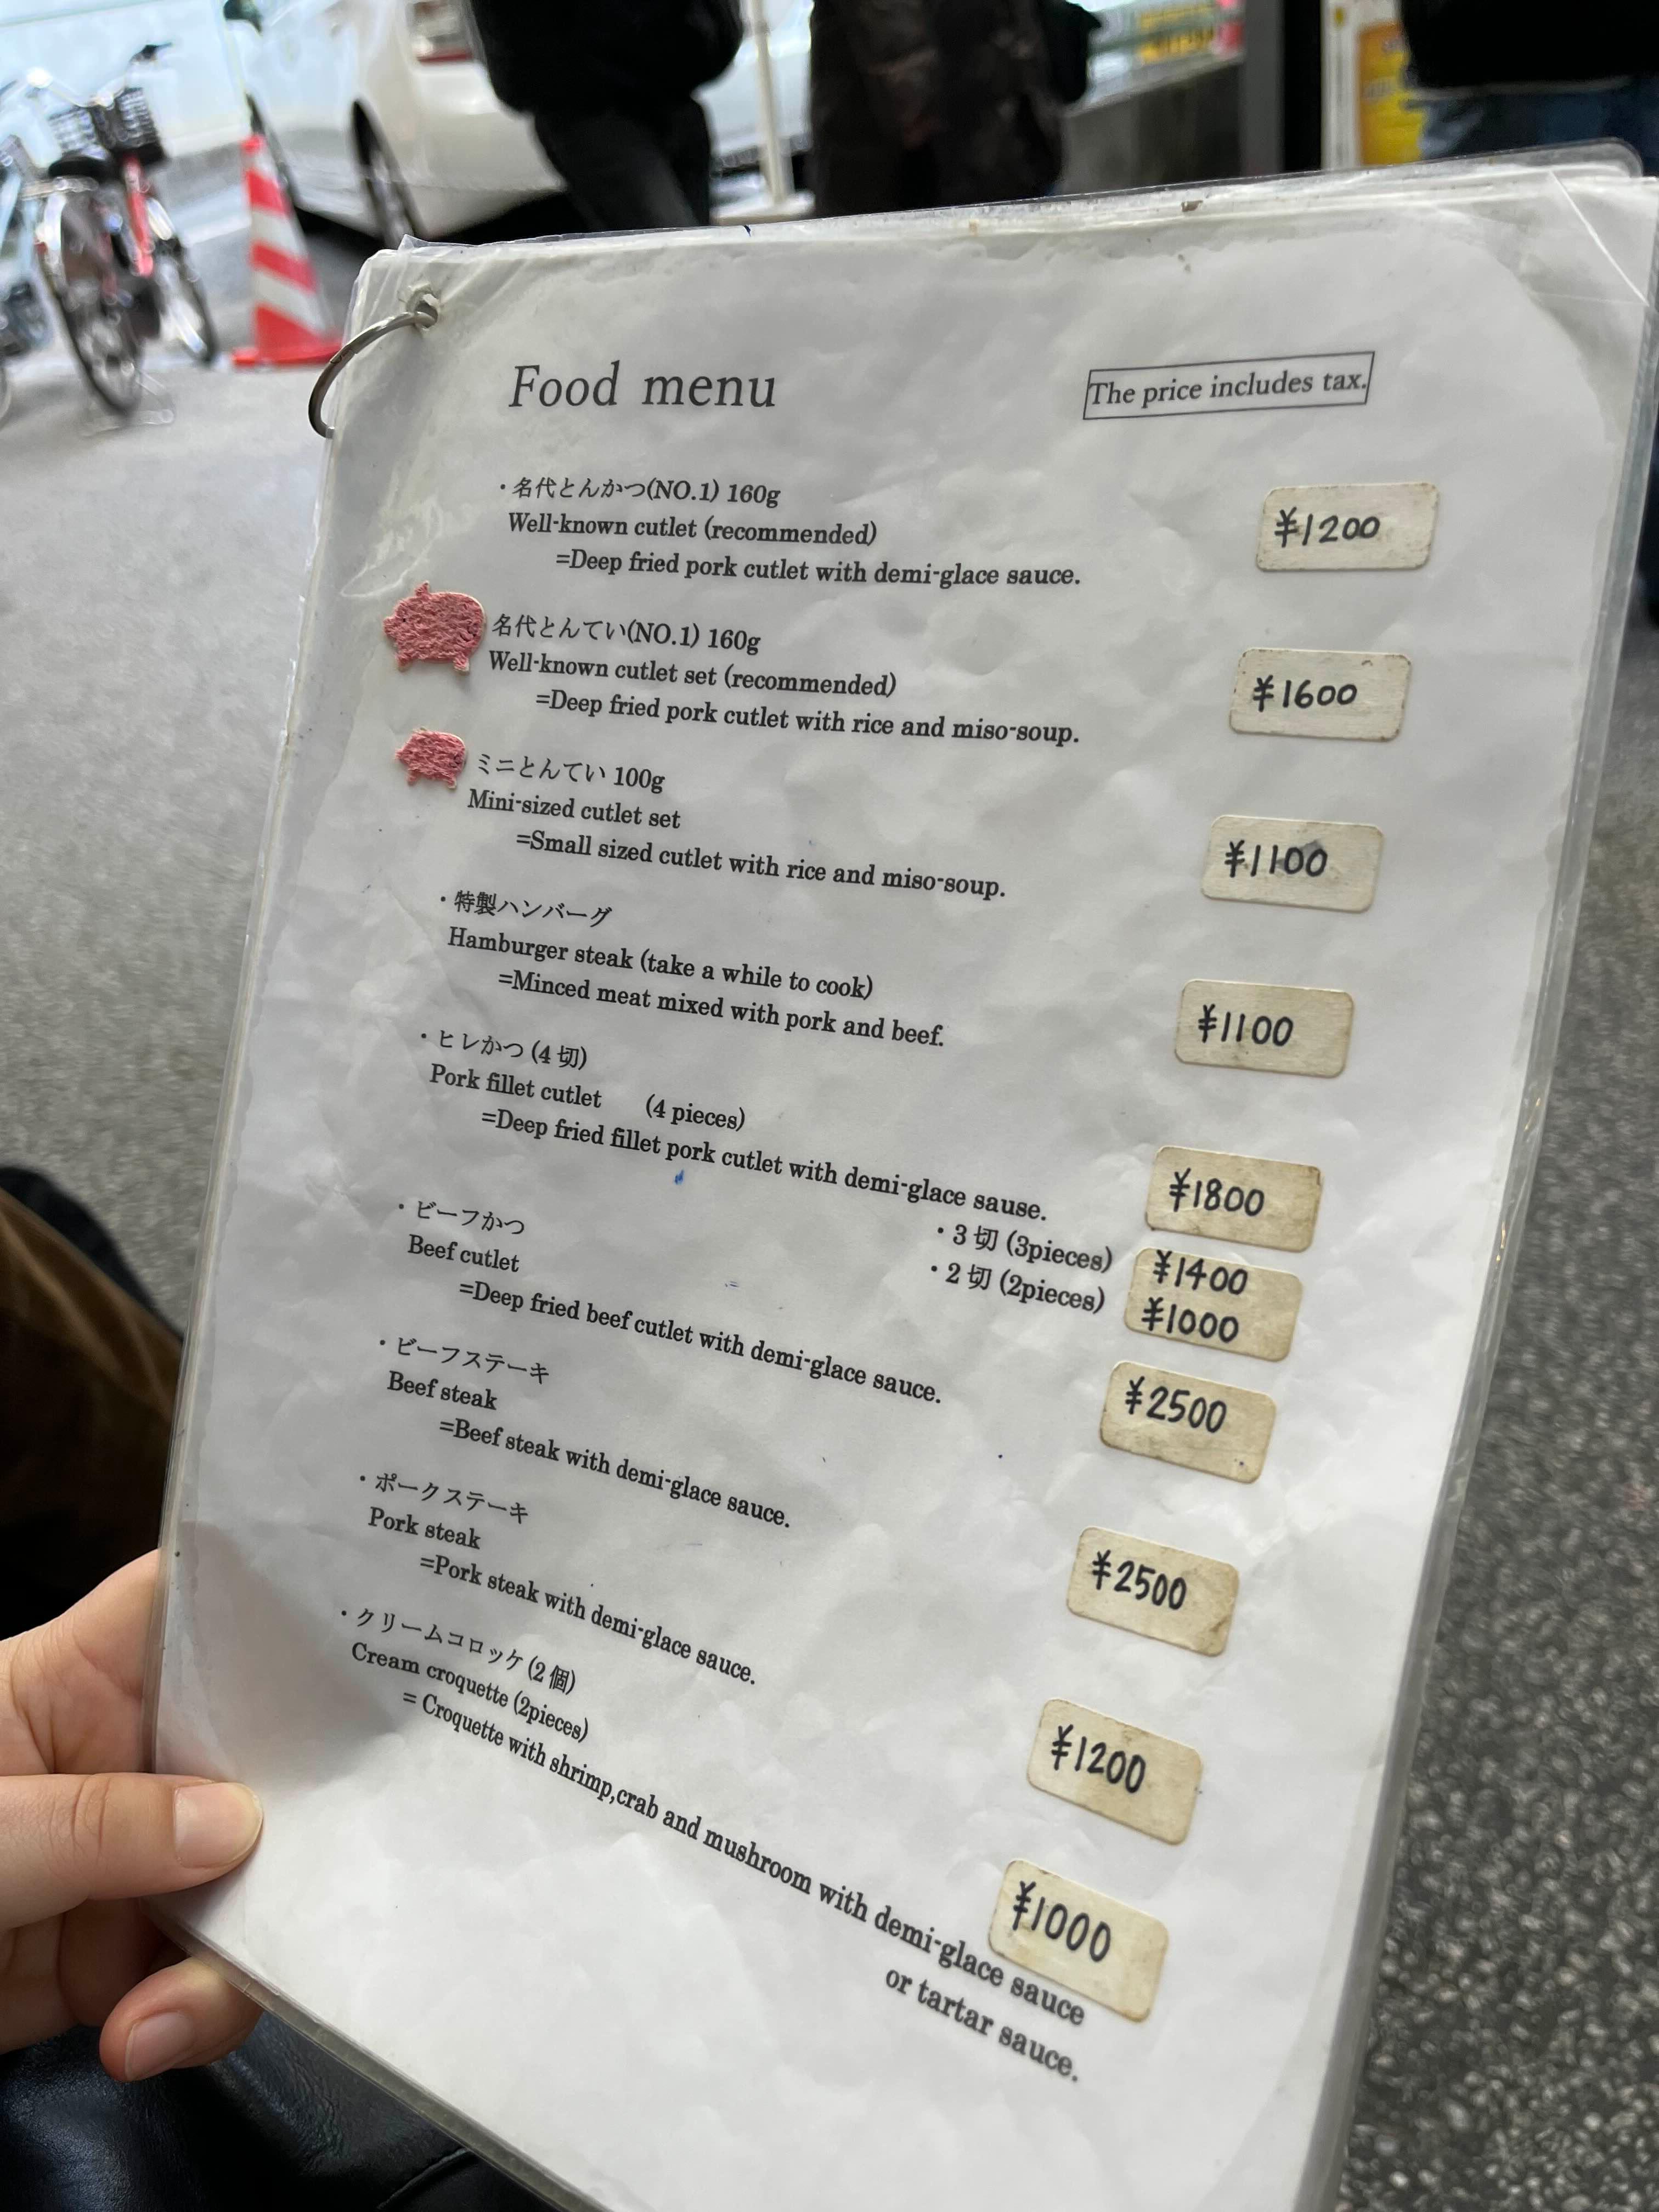 Food menu
The price includes tax.
・名代とんかつ(NO.1) 160g
Well-known cutlet (recommended)
=Deep fried pork cutlet with demi-glace sauce.
¥1200
名代とんてい(NO.1) 160g
Well-known cutlet set (recommended)
=Deep fried pork cutlet with rice and miso-soup.
¥1600
ミニとんてい 100g
Mini-sized cutlet set
=Small sized cutlet with rice and miso-soup.
¥1100
・特製ハンバーグ
Hamburger steak (take a while to cook)
=Minced meat mixed with pork and beef.
¥1100
・ヒレかつ (4 切)
Pork fillet cutlet (4 pieces)
=Deep fried fillet pork cutlet with demi-glace sause.
¥1800
・3 切 (3pieces)
¥1400
・2 切 (2pieces)
¥1000
・ビーフかつ
Beef cutlet
=Deep fried beef cutlet with demi-glace sauce.
¥2500
・ビーフステーキ
Beef steak
=Beef steak with demi-glace sauce.
¥2500
・ポークステーキ
Pork steak
=Pork steak with demi-glace sauce.
¥1200
・クリームコロッケ (2 個)
Cream croquette (2pieces)
= Croquette with shrimp,crab and mushroom with demi-glace sauce
or tartar sauce.
¥1000